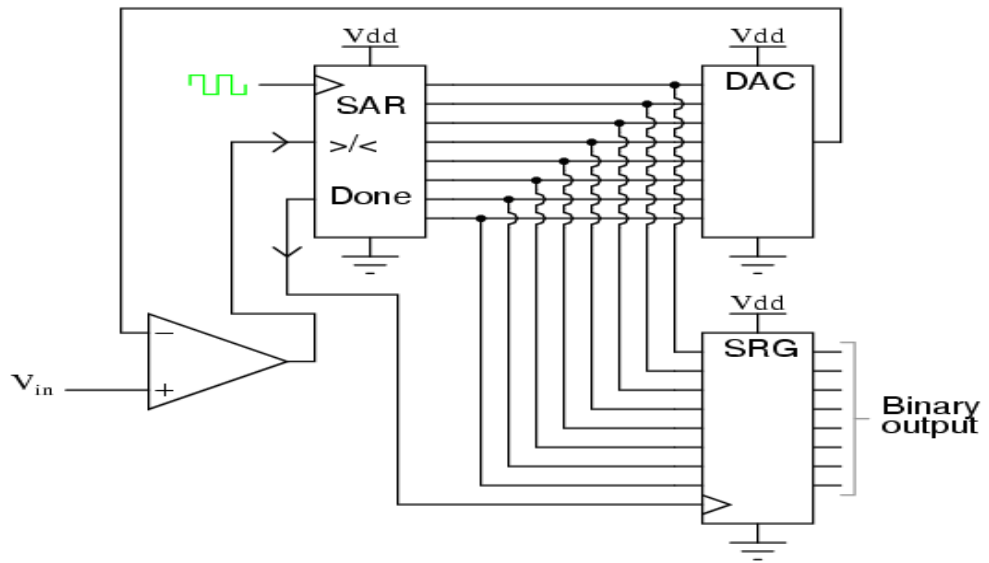 Vdd
Vdd
SAR
DAC
>/<
Done
Vdd
SRG
−
Vin
+
Binary
output